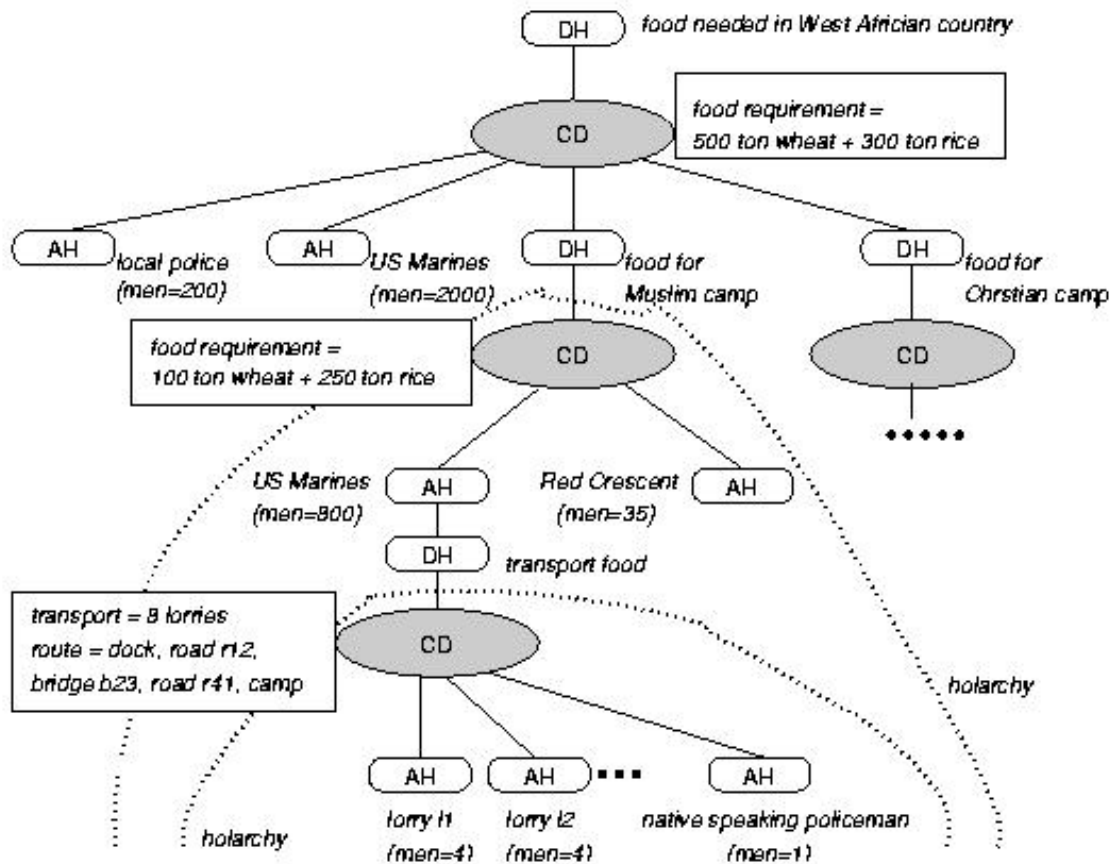 DH
food needed in West Africian country
CD
food requirement =
500 ton wheat + 300 ton rice
AH
local police
(men=200)
AH
US Marines
(men=2000)
DH
food for
Muslim camp
DH
food for
Chrstian camp
food requirement =
100 ton wheat + 250 ton rice
CD
CD
US Marines
(men=800)
AH
Red Crescent
(men=35)
AH
DH
transport food
transport = 8 lorries
route = dock, road r12,
bridge b23, road r41, camp
CD
holarchy
AH
AH
AH
holarchy
lorry l1
(men=4)
lorry l2
(men=4)
native speaking policeman
(men=1)